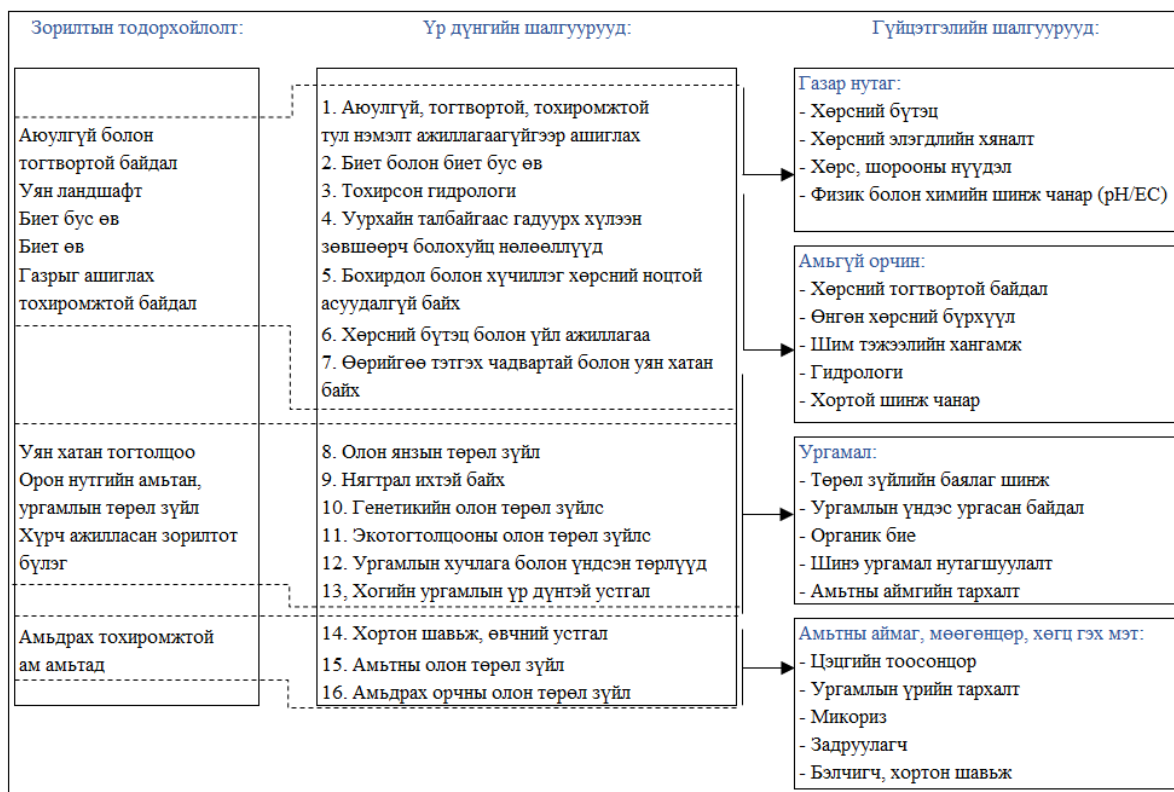 Зорилтын тодорхойлолт:
Үр дүнгийн шалгуурууд:
Гүйцэтгэлийн шалгуурууд:
Аюулгүй болон
тогтвортой байдал
Уян ландшафт
Биет бус өв
Биет өв
Газрыг ашиглах
тохиромжтой байдал
Уян хатан тогтолцоо
Орон нутгийн амьтан,
ургамлын төрөл зүйл
Хүрч ажилласан зорилтот
бүлэг
Амьдрах тохиромжтой
ам амьтад
1. Аюулгүй, тогтвортой, тохиромжтой
тул нэмэлт ажиллагаагүйгээр ашиглах
2. Биет болон биет бус өв
3. Тохирсон гидрологи
4. Уурхайн талбайгаас гадуурх хүлээн
зөвшөөрч болохуйц нөлөөллүүд
5. Бохирдол болон хүчиллэг хөрсний ноцтой
асуудалгүй байх
6. Хөрсний бүтэц болон үйл ажиллагаа
7. Өөрийгөө тэтгэх чадвартай болон уян хатан
байх
8. Олон янзын төрөл зүйл
9. Нягтрал ихтэй байх
10. Генетикийн олон төрөл зүйлс
11. Экотогтолцооны олон төрөл зүйлс
12. Ургамлын хучлага болон үндсэн төрлүүд
13, Хогийн ургамлын үр дүнтэй устгал
14. Хортон шавьж, өвчний устгал
15. Амьтны олон төрөл зүйл
16. Амьдрах орчны олон төрөл зүйл
Газар нутаг:
- Хөрсний бүтэц
- Хөрсний элэгдлийн хяналт
- Хөрс, шорооны нүүдэл
- Физик болон химийн шинж чанар (pH/EC)
Амьгүй орчин:
- Хөрсний тогтвортой байдал
- Өнгөн хөрсний бүрхүүл
- Шим тэжээлийн хангамж
- Гидрологи
- Хортой шинж чанар
Ургамал:
- Төрөл зүйлийн баялаг шинж
- Ургамлын үндэс ургасан байдал
- Органик бие
- Шинэ ургамал нутагшуулалт
- Амьтны аймгийн тархалт
Амьтны аймаг, мөөгөнцөр, хөгц гэх мэт:
- Цэцгийн тоосонцор
- Ургамлын үрийн тархалт
- Микориз
- Задруулагч
- Бэлчигч, хортон шавьж